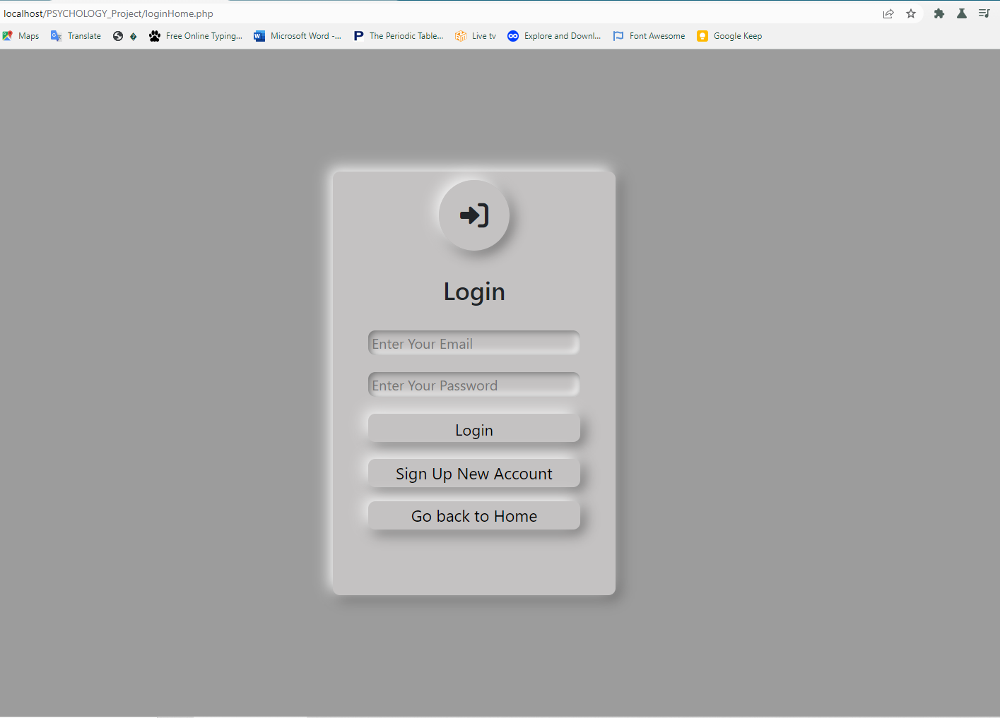 localhost/PSYCHOLOGY_Project/loginHome.php
Maps Translate Free Online Typing... Microsoft Word -... The Periodic Table... Live tv Explore and Downl... Font Awesome Google Keep
Login
Enter Your Email
Enter Your Password
Login
Sign Up New Account
Go back to Home